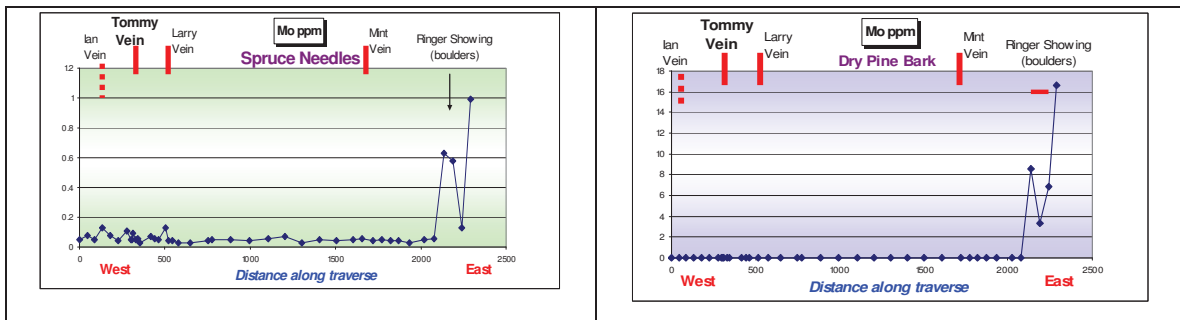 Ian
Vein
Tommy
Vein
Larry
Vein
Mo ppm
Mint
Vein
Ringer Showing
(boulders)
Spruce Needles
1.2
1
0.8
0.6
0.4
0.2
0
0 500 1000 1500 2000 2500
West Distance along traverse East
Ian
Vein
Tommy
Vein
Larry
Vein
Mo ppm
Mint
Vein
Ringer Showing
(boulders)
Dry Pine Bark
18
16
14
12
10
8
6
4
2
0
0 500 1000 1500 2000 2500
West Distance along traverse East